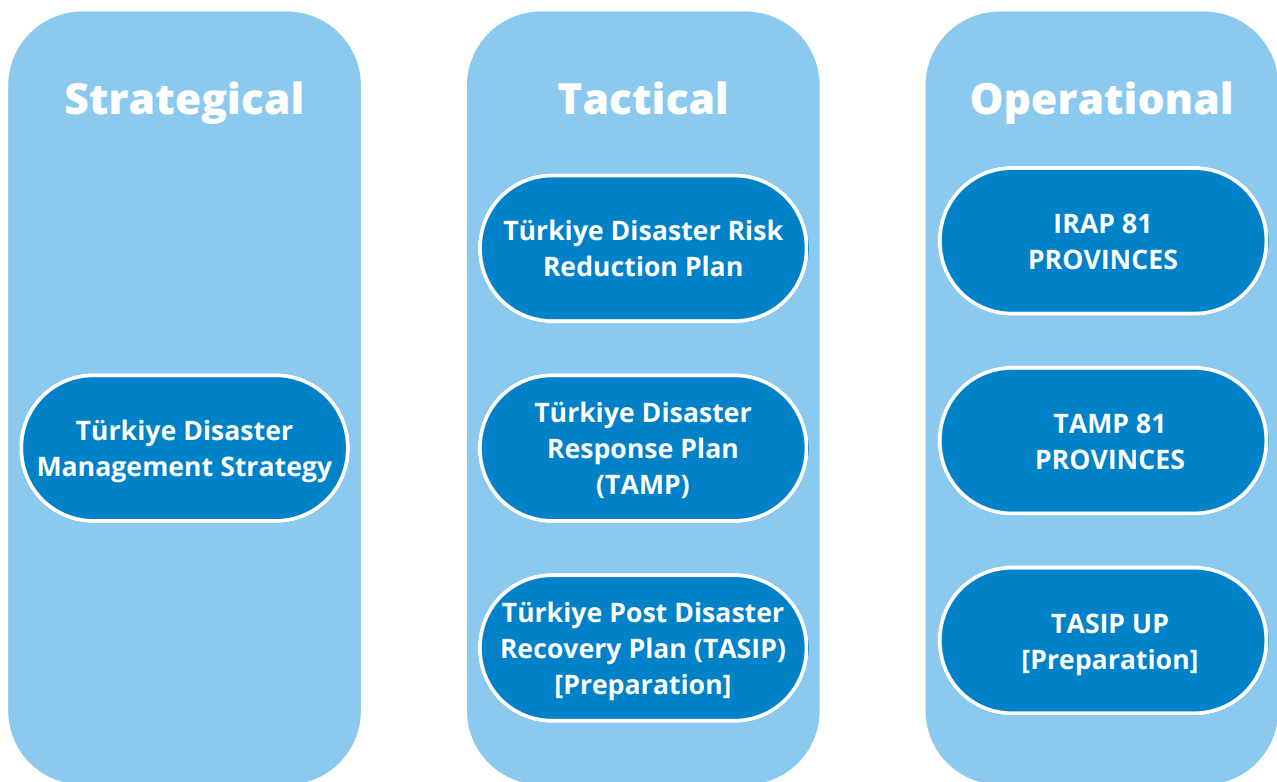 Strategical
Türkiye Disaster
Management Strategy
Tactical
Türkiye Disaster Risk
Reduction Plan
Türkiye Disaster
Response Plan
(TAMP)
Türkiye Post Disaster
Recovery Plan (TASIP)
[Preparation]
Operational
IRAP 81
PROVINCES
TAMP 81
PROVINCES
TASIP UP
[Preparation]